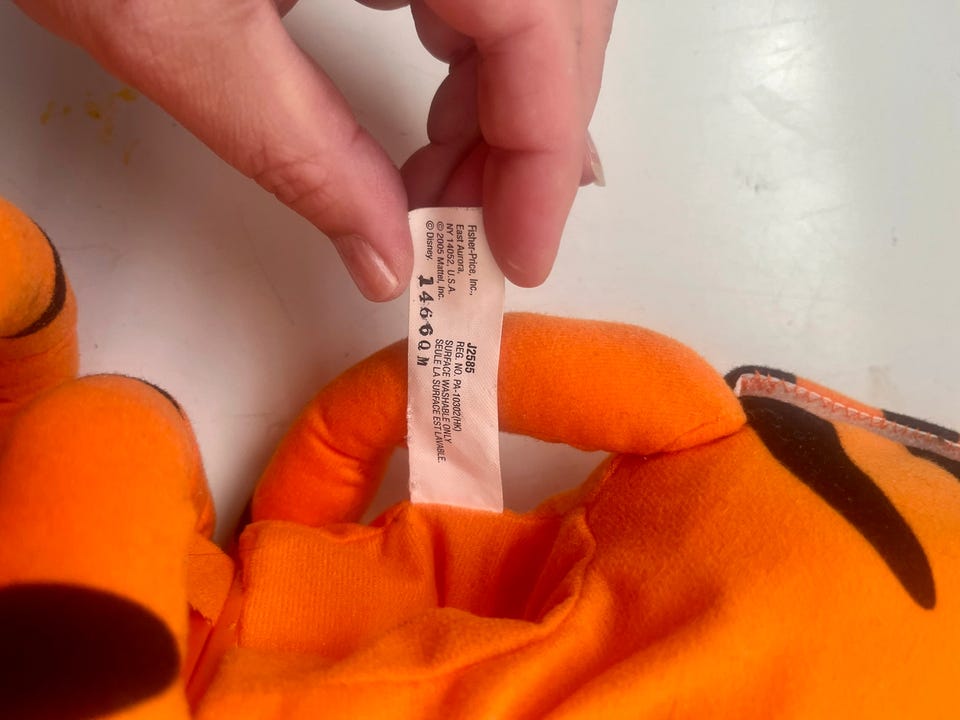 Fisher-Price, Inc.,
East Aurora,
NY 14052, U.S.A.
© 2005 Mattel, Inc.
© Disney.
14660M
J2585
REG. NO. PA-10302(HK)
SURFACE WASHABLE ONLY.
SEULE LA SURFACE EST LAVABLE.